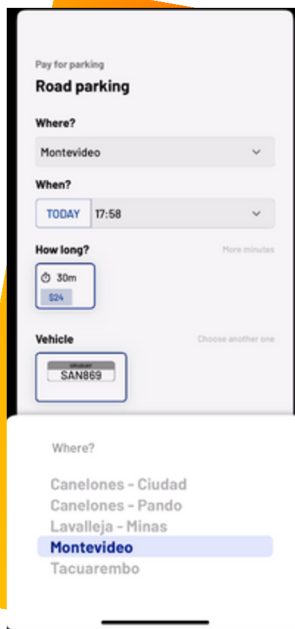 Pay for parking
Road parking
Where?
Montevideo
When?
TODAY 17:58
How long? More minutes
30m
$24
Vehicle Choose another one
SAN869
Where?
Canelones - Ciudad
Canelones - Pando
Lavalleja - Minas
Montevideo
Tacuarembo